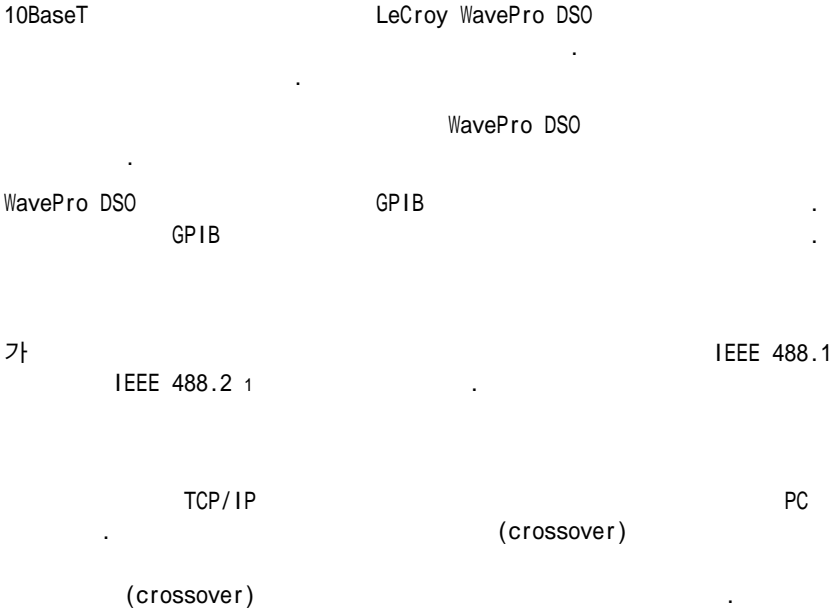 10BaseT LeCroy WavePro DSO
.
.
WavePro DSO
.
WavePro DSO GPIB .
GPIB .
가 IEEE 488.1
IEEE 488.2 1 .
TCP/IP PC
. (crossover)
(crossover) .